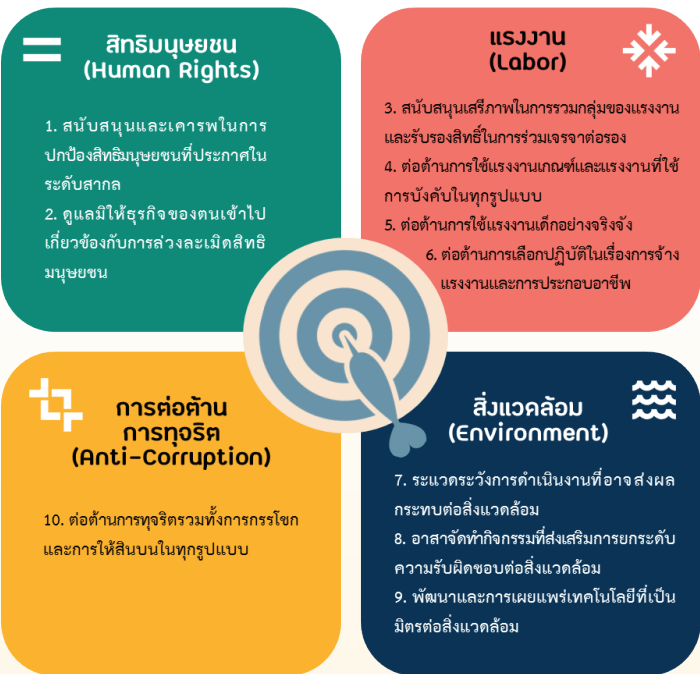 สิทธิมนุษยชน
(Human Rights)
1. สนับสนุนและเคารพในการ
ปกป้องสิทธิมนุษยชนที่ประกาศใน
ระดับสากล
2. ดูแลมิให้ธุรกิจของตนเข้าไป
เกี่ยวข้องกับการล่วงละเมิดสิทธิ
มนุษยชน
แรงงาน
(Labor)
3. สนับสนุนเสรีภาพในการรวมกลุ่มของแรงงาน
และรับรองสิทธิ์ในการร่วมเจรจาต่อรอง
4. ต่อต้านการใช้แรงงานเกณฑ์และแรงงานที่ใช้
การบังคับในทุกรูปแบบ
5. ต่อต้านการใช้แรงงานเด็กอย่างจริงจัง
6. ต่อต้านการเลือกปฏิบัติในเรื่องการจ้าง
แรงงานและการประกอบอาชีพ
การต่อต้าน
การทุจริต
(Anti-Corruption)
10. ต่อต้านการทุจริตรวมทั้งการกรรโชก
และการให้สินบนในทุกรูปแบบ
สิ่งแวดล้อม
(Environment)
7. ระแวดระวังการดำเนินงานที่อาจส่งผล
กระทบต่อสิ่งแวดล้อม
8. อาสาจัดทำกิจกรรมที่ส่งเสริมการยกระดับ
ความรับผิดชอบต่อสิ่งแวดล้อม
9. พัฒนาและการเผยแพร่เทคโนโลยีที่เป็น
มิตรต่อสิ่งแวดล้อม